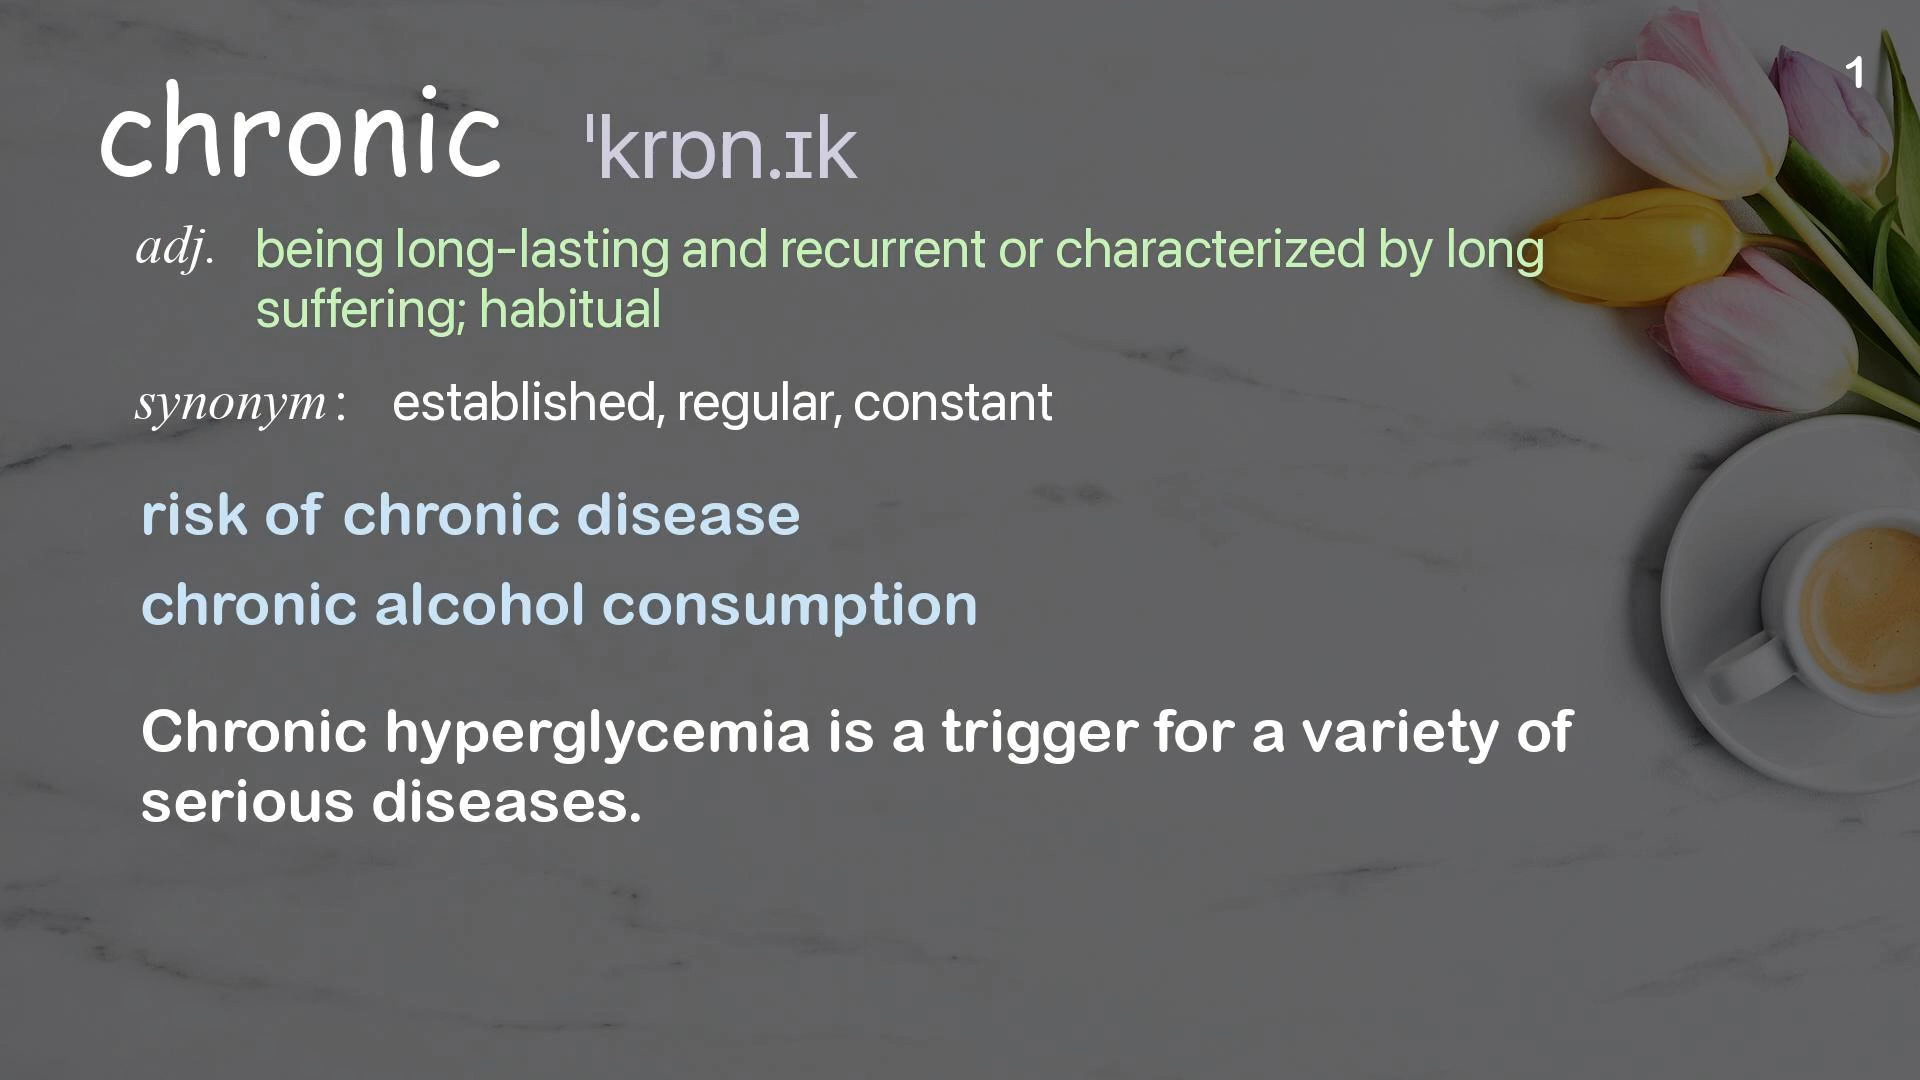 1
chronic ˈkrɒn.ɪk
adj. being long-lasting and recurrent or characterized by long
suffering; habitual
synonym : established, regular, constant
risk of chronic disease
chronic alcohol consumption
Chronic hyperglycemia is a trigger for a variety of
serious diseases.